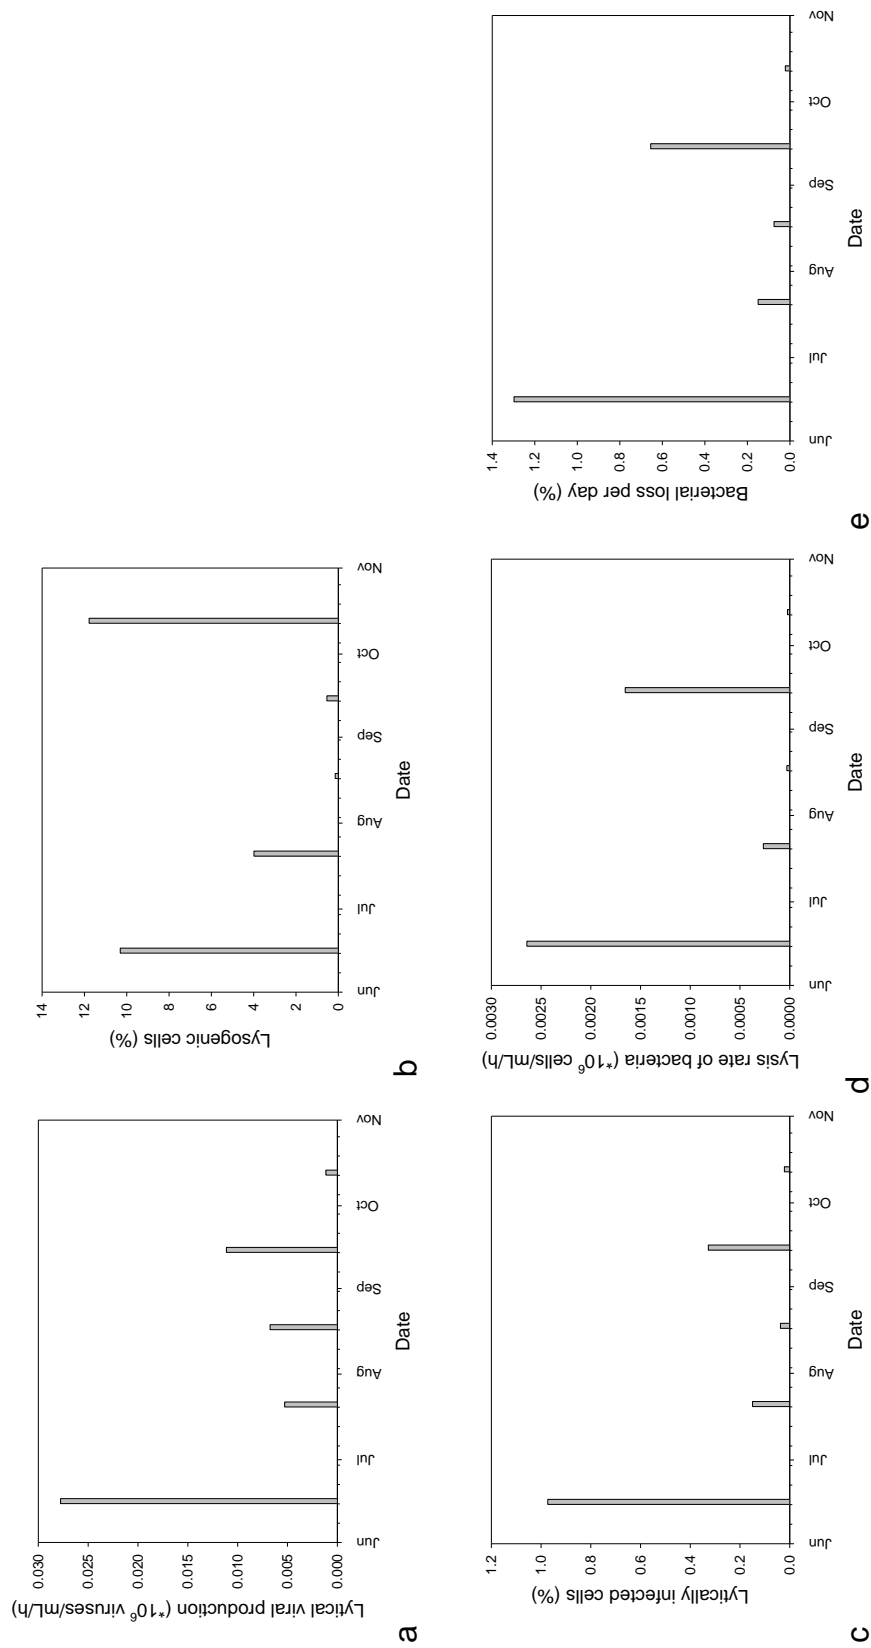 a
Lytical viral production (*10⁶ viruses/mL/h)
0.030
0.025
0.020
0.015
0.010
0.005
0.000
Jun Jul Aug Sep Oct Nov
Date
b
Lysogenic cells (%)
14
12
10
8
6
4
2
0
Jun Jul Aug Sep Oct Nov
Date
c
Lytically infected cells (%)
1.2
1.0
0.8
0.6
0.4
0.2
0.0
Jun Jul Aug Sep Oct Nov
Date
d
Lysis rate of bacteria (*10⁶ cells/mL/h)
0.0030
0.0025
0.0020
0.0015
0.0010
0.0005
0.0000
Jun Jul Aug Sep Oct Nov
Date
e
Bacterial loss per day (%)
1.4
1.2
1.0
0.8
0.6
0.4
0.2
0.0
Jun Jul Aug Sep Oct Nov
Date